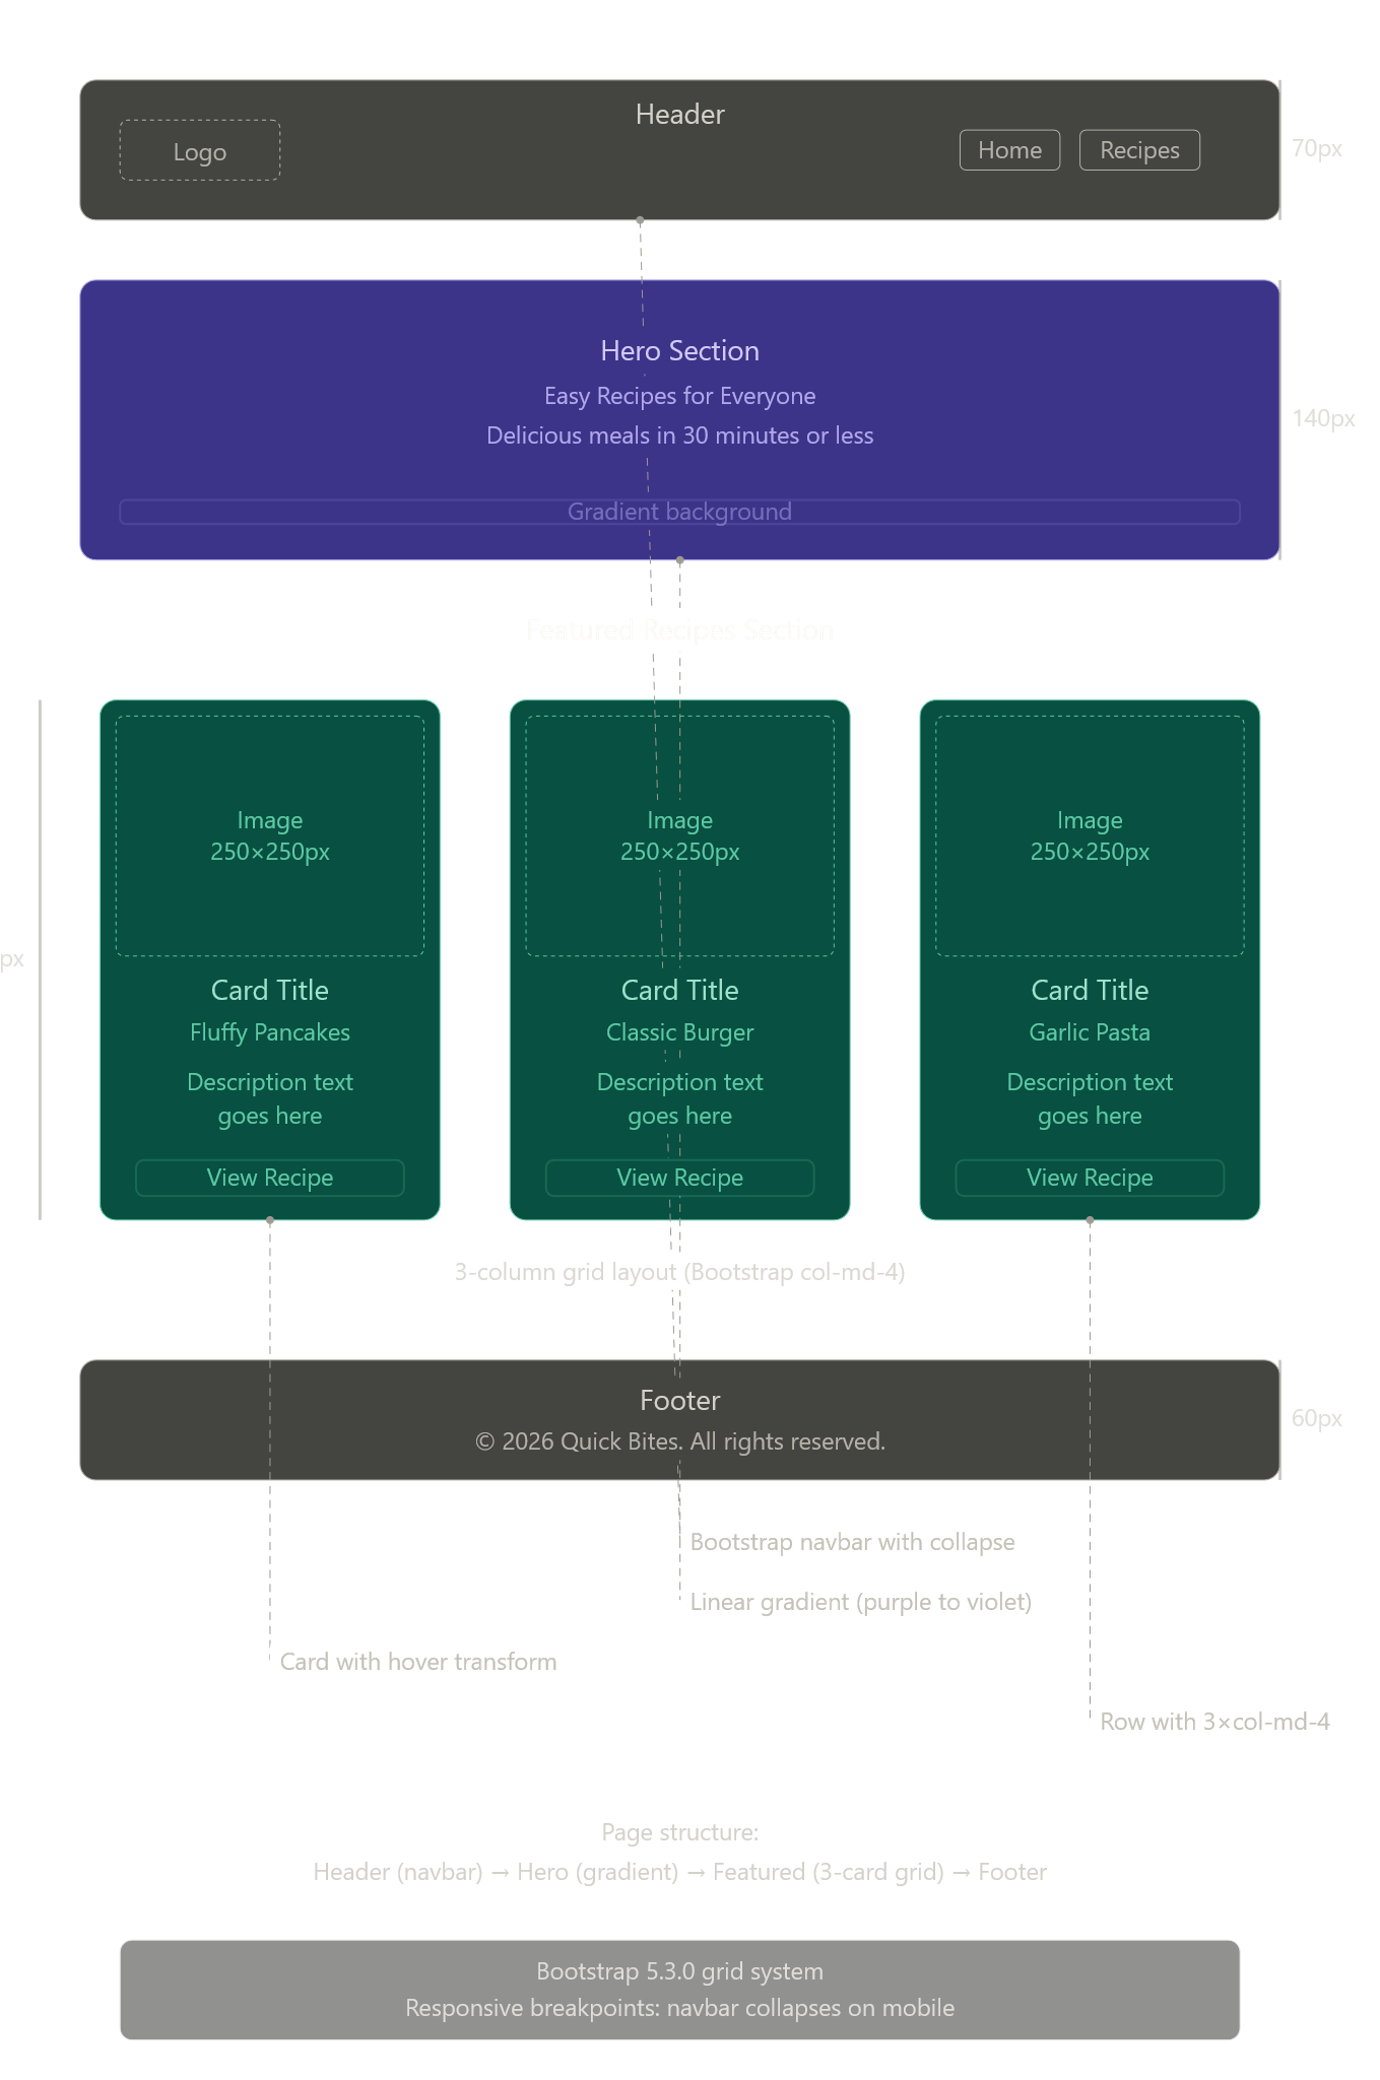 Header
Logo
Home
Recipes
70px
Hero Section
Easy Recipes for Everyone
Delicious meals in 30 minutes or less
140px
Gradient background
Featured Recipes Section
Image
250×250px
Image
250×250px
Image
250×250px
px
Card Title
Fluffy Pancakes
Description text
goes here
View Recipe
Card Title
Classic Burger
Description text
goes here
View Recipe
Card Title
Garlic Pasta
Description text
goes here
View Recipe
3-column grid layout (Bootstrap col-md-4)
Footer
© 2026 Quick Bites. All rights reserved.
60px
Bootstrap navbar with collapse
Linear gradient (purple to violet)
Card with hover transform
Row with 3×col-md-4
Page structure:
Header (navbar) → Hero (gradient) → Featured (3-card grid) → Footer
Bootstrap 5.3.0 grid system
Responsive breakpoints: navbar collapses on mobile